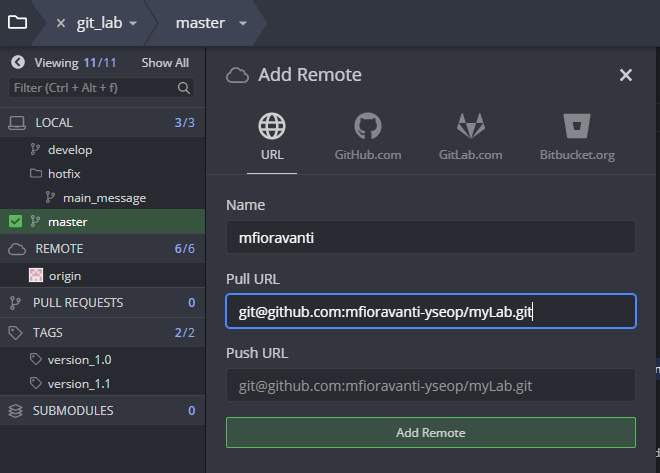 git_lab
master
Viewing 11/11 Show All
Filter (Ctrl + Alt + f)
LOCAL 3/3
develop
hotfix
main_message
master
REMOTE 6/6
origin
PULL REQUESTS 0
TAGS 2/2
version_1.0
version_1.1
SUBMODULES 0
Add Remote
URL
GitHub.com
GitLab.com
Bitbucket.org
Name
mfioravanti
Pull URL
git@github.com:mfioravanti-yseop/myLab.git
Push URL
git@github.com:mfioravanti-yseop/myLab.git
Add Remote